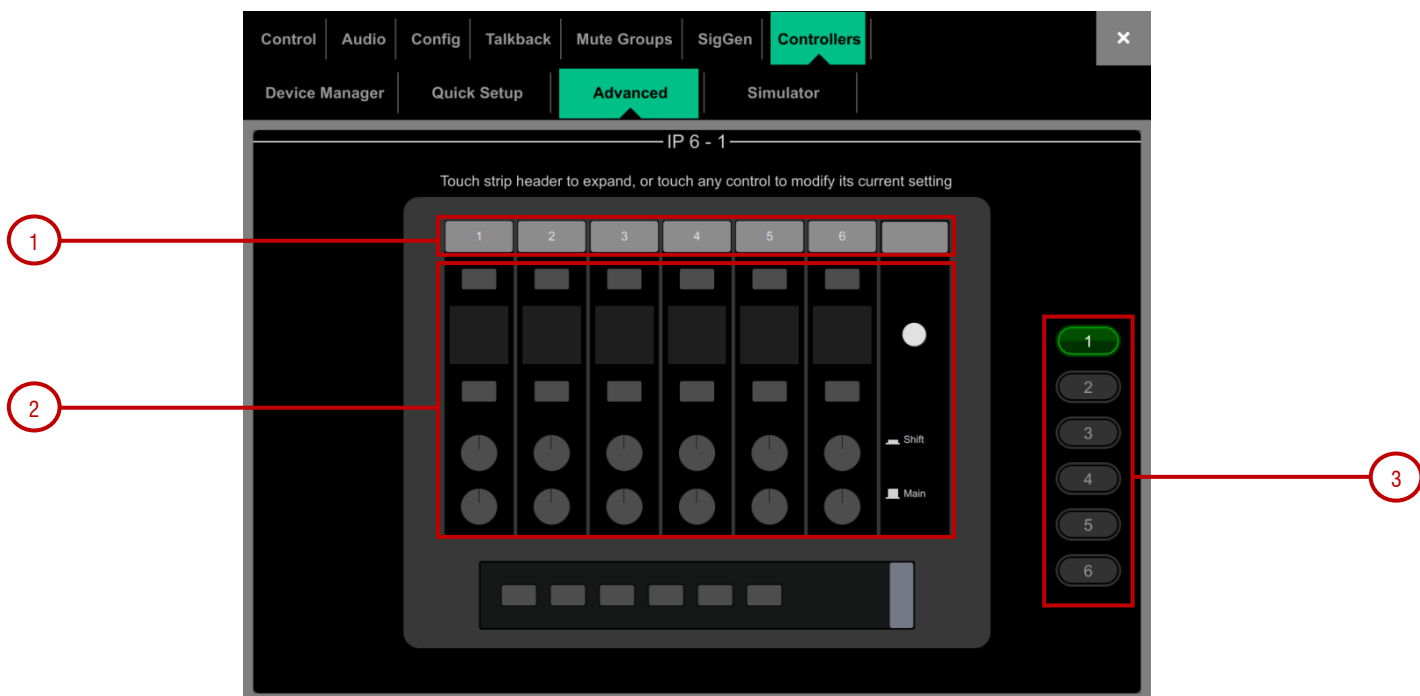 Control Audio Config Talkback Mute Groups SigGen Controllers ×
Device Manager Quick Setup Advanced Simulator
IP 6 - 1
Touch strip header to expand, or touch any control to modify its current setting
1
1 2 3 4 5 6
1
2
2
3
Shift
4
3
Main
5
6